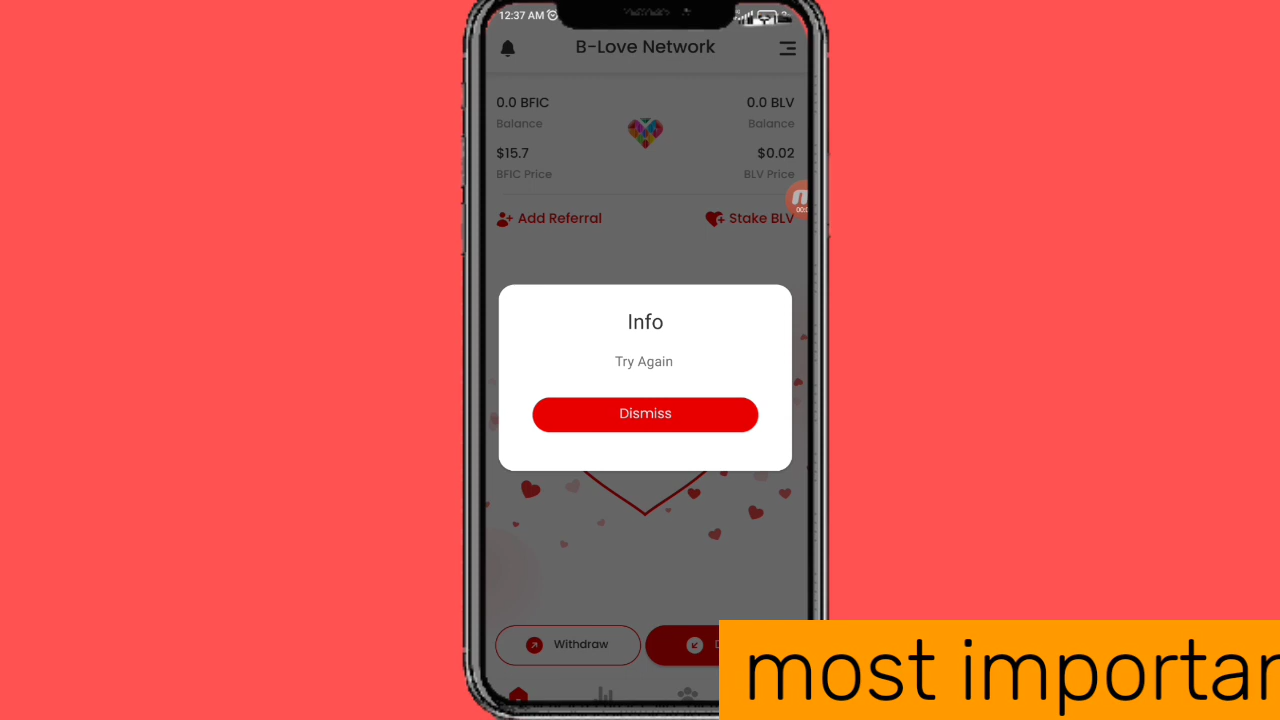 12:37 AM
B-Love Network
0.0 BFIC
0.0 BLV
Balance
Balance
$15.7
$0.02
BFIC Price
BLV Price
Add Referral
Stake BLV
Info
Try Again
Dismiss
Withdraw
D
most importan